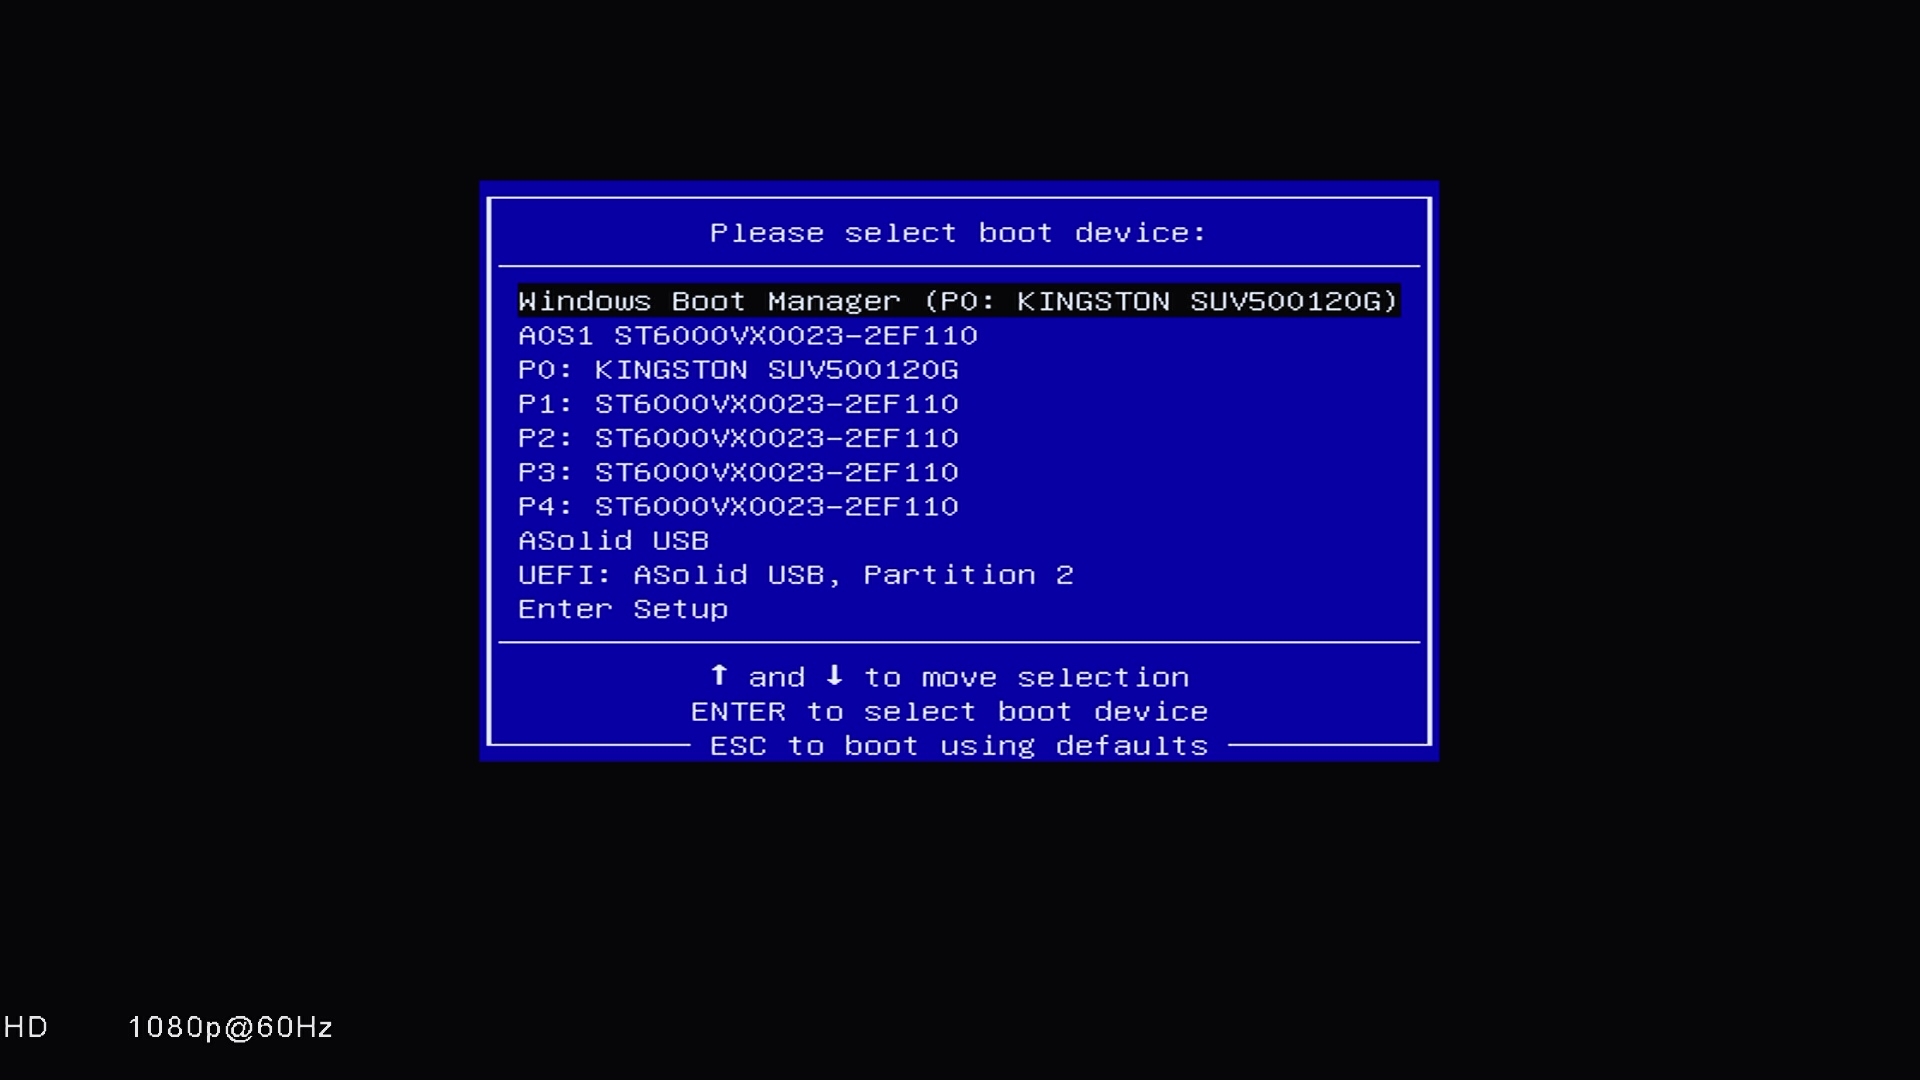 Please select boot device:
Windows Boot Manager (P0: KINGSTON SUV500120G)
A0S1 ST6000VX0023-2EF110
P0: KINGSTON SUV500120G
P1: ST6000VX0023-2EF110
P2: ST6000VX0023-2EF110
P3: ST6000VX0023-2EF110
P4: ST6000VX0023-2EF110
ASolid USB
UEFI: ASolid USB, Partition 2
Enter Setup
↑ and ↓ to move selection
ENTER to select boot device
ESC to boot using defaults
HD 1080p@60Hz